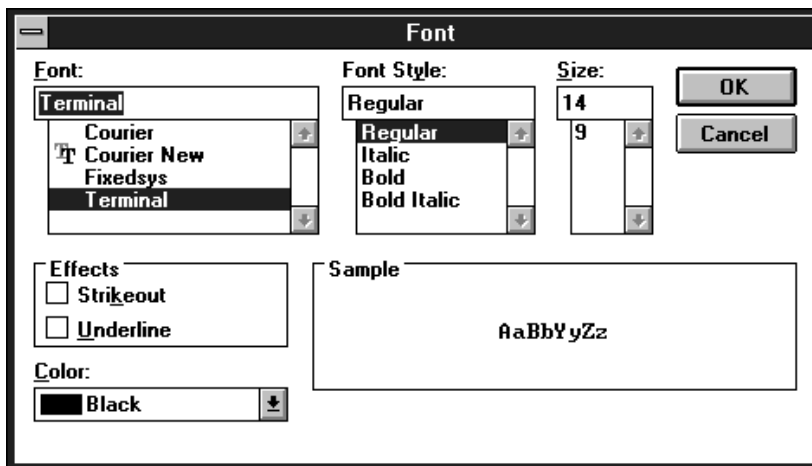 Font
Font:
Terminal
Courier
Courier New
Fixedsys
Terminal
Font Style:
Regular
Regular
Italic
Bold
Bold Italic
Size:
14
9
OK
Cancel
Effects
Strikeout
Underline
Color:
Black
Sample
AaBbYyZz